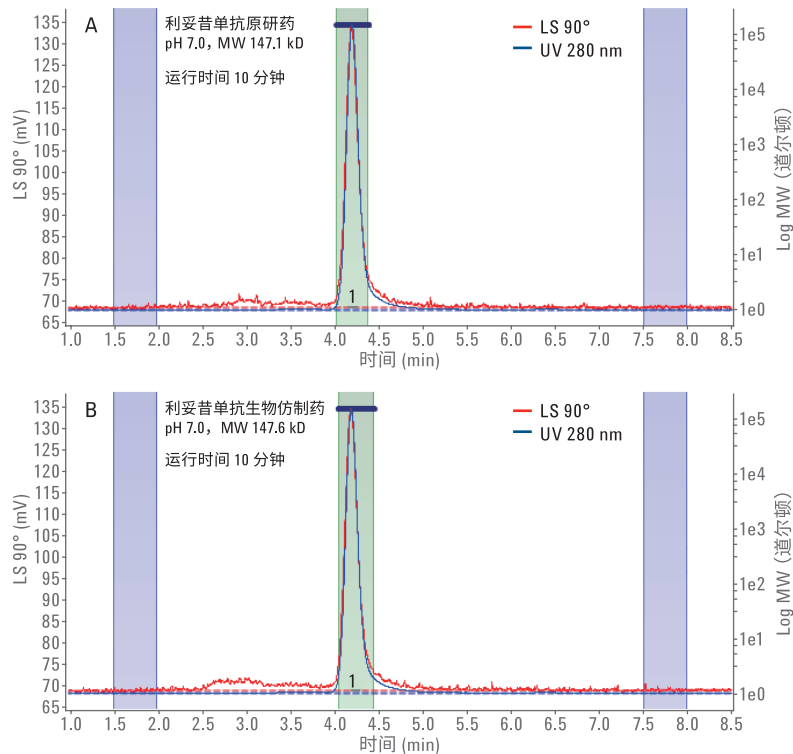 A
利妥昔单抗原研药
pH 7.0，MW 147.1 kD
运行时间 10 分钟
LS 90°
UV 280 nm
LS 90° (mV)
135
130
125
120
115
110
105
100
95
90
85
80
75
70
65
1
1e5
1e4
1e3
1e2
1e1
1e0
Log MW（道尔顿）
1.0 1.5 2.0 2.5 3.0 3.5 4.0 4.5 5.0 5.5 6.0 6.5 7.0 7.5 8.0 8.5
时间 (min)
B
利妥昔单抗生物仿制药
pH 7.0，MW 147.6 kD
运行时间 10 分钟
LS 90°
UV 280 nm
LS 90° (mV)
135
130
125
120
115
110
105
100
95
90
85
80
75
70
65
1
1e5
1e4
1e3
1e2
1e1
1e0
Log MW（道尔顿）
1.0 1.5 2.0 2.5 3.0 3.5 4.0 4.5 5.0 5.5 6.0 6.5 7.0 7.5 8.0 8.5
时间 (min)